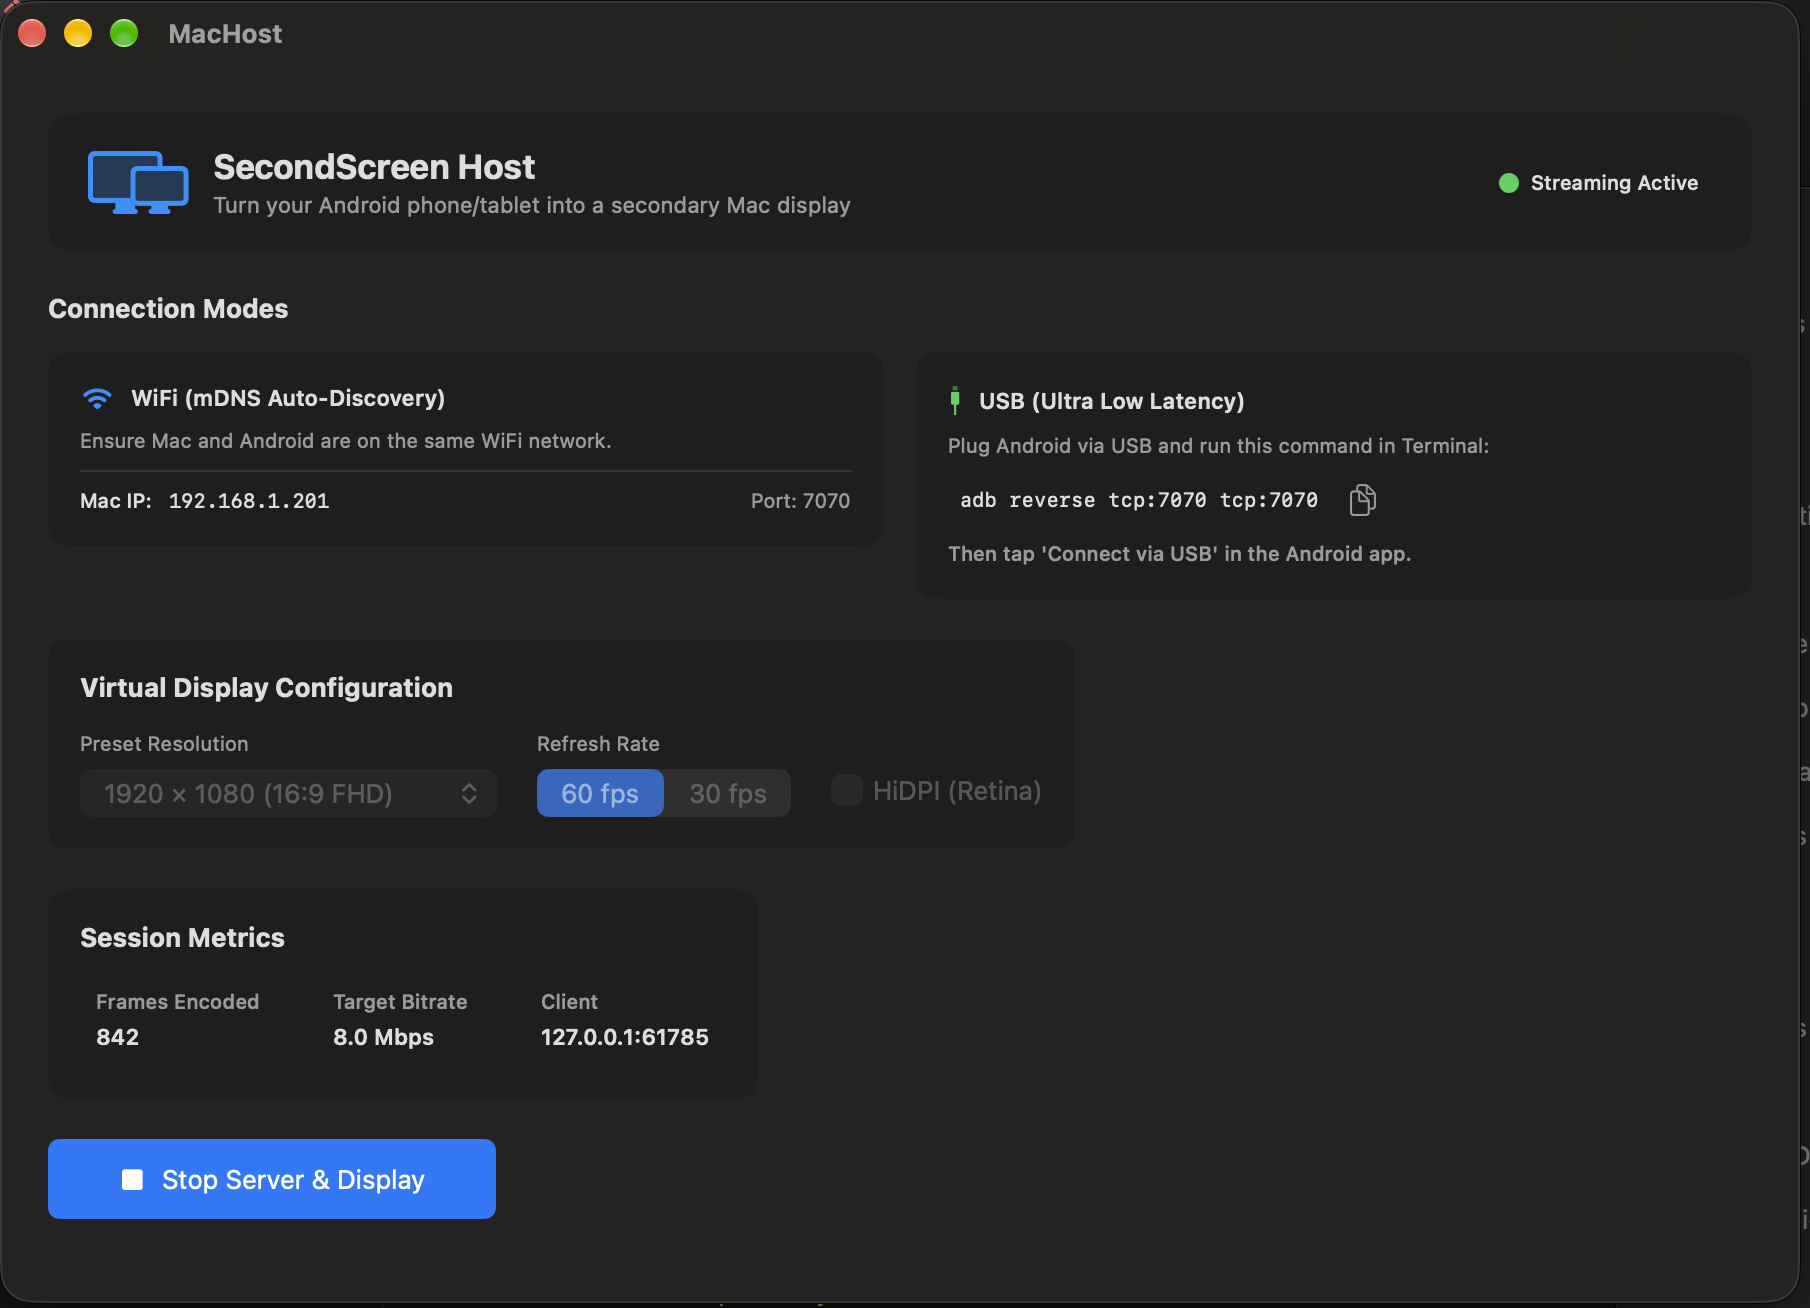 MacHost
SecondScreen Host
Turn your Android phone/tablet into a secondary Mac display
Streaming Active
Connection Modes
WiFi (mDNS Auto-Discovery)
Ensure Mac and Android are on the same WiFi network.
Mac IP: 192.168.1.201
Port: 7070
USB (Ultra Low Latency)
Plug Android via USB and run this command in Terminal:
adb reverse tcp:7070 tcp:7070
Then tap 'Connect via USB' in the Android app.
Virtual Display Configuration
Preset Resolution
1920 × 1080 (16:9 FHD)
Refresh Rate
60 fps
30 fps
HiDPI (Retina)
Session Metrics
Frames Encoded
842
Target Bitrate
8.0 Mbps
Client
127.0.0.1:61785
Stop Server & Display